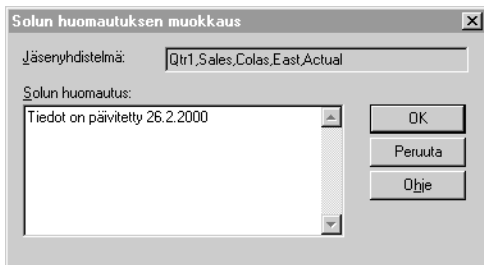 Solun huomautuksen muokkaus
Jäsenyhdistelmä: Qtr1,Sales,Colas,East,Actual
Solun huomautus:
Tiedot on päivitetty 26.2.2000
OK
Peruuta
Ohje